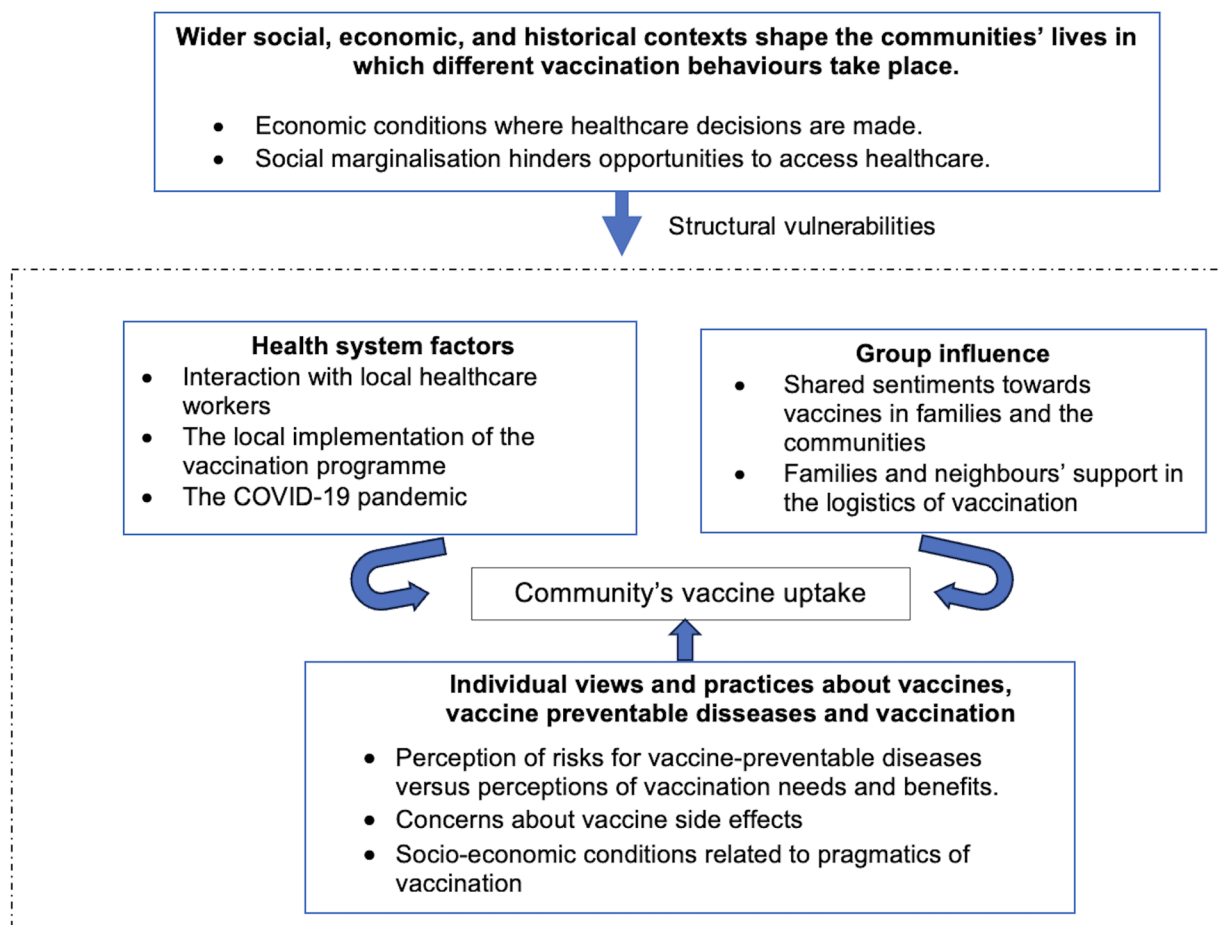 Wider social, economic, and historical contexts shape the communities’ lives in
which different vaccination behaviours take place.
• Economic conditions where healthcare decisions are made.
• Social marginalisation hinders opportunities to access healthcare.
Structural vulnerabilities
Health system factors
• Interaction with local healthcare
workers
• The local implementation of the
vaccination programme
• The COVID-19 pandemic
Group influence
• Shared sentiments towards
vaccines in families and the
communities
• Families and neighbours’ support in
the logistics of vaccination
Community’s vaccine uptake
Individual views and practices about vaccines,
vaccine preventable disseases and vaccination
• Perception of risks for vaccine-preventable diseases
versus perceptions of vaccination needs and benefits.
• Concerns about vaccine side effects
• Socio-economic conditions related to pragmatics of
vaccination